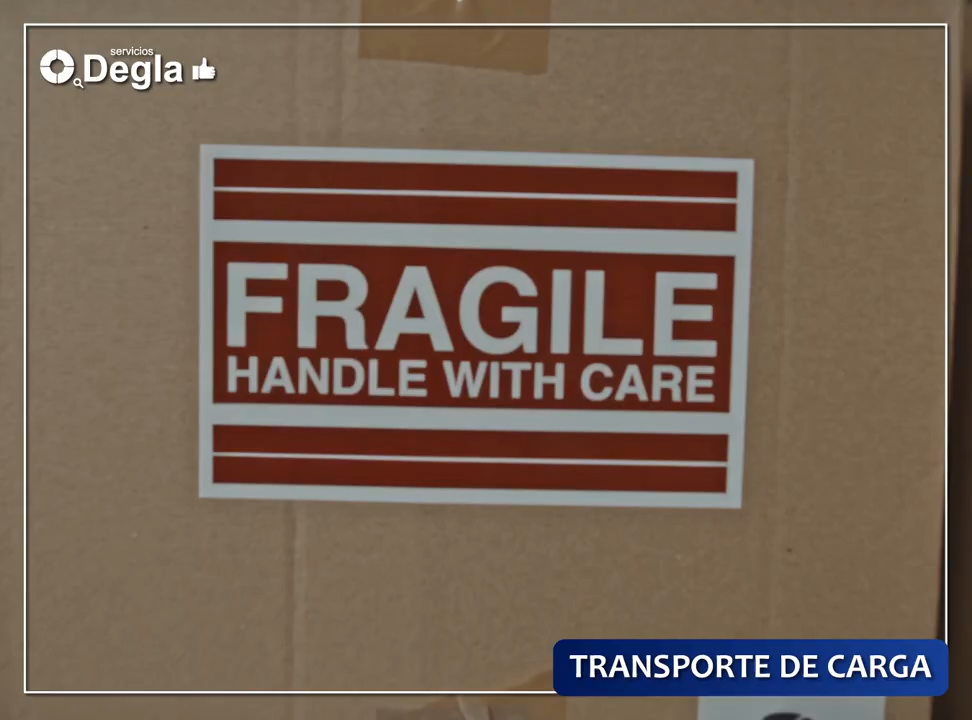 servicios
Degla
FRAGILE
HANDLE WITH CARE
TRANSPORTE DE CARGA